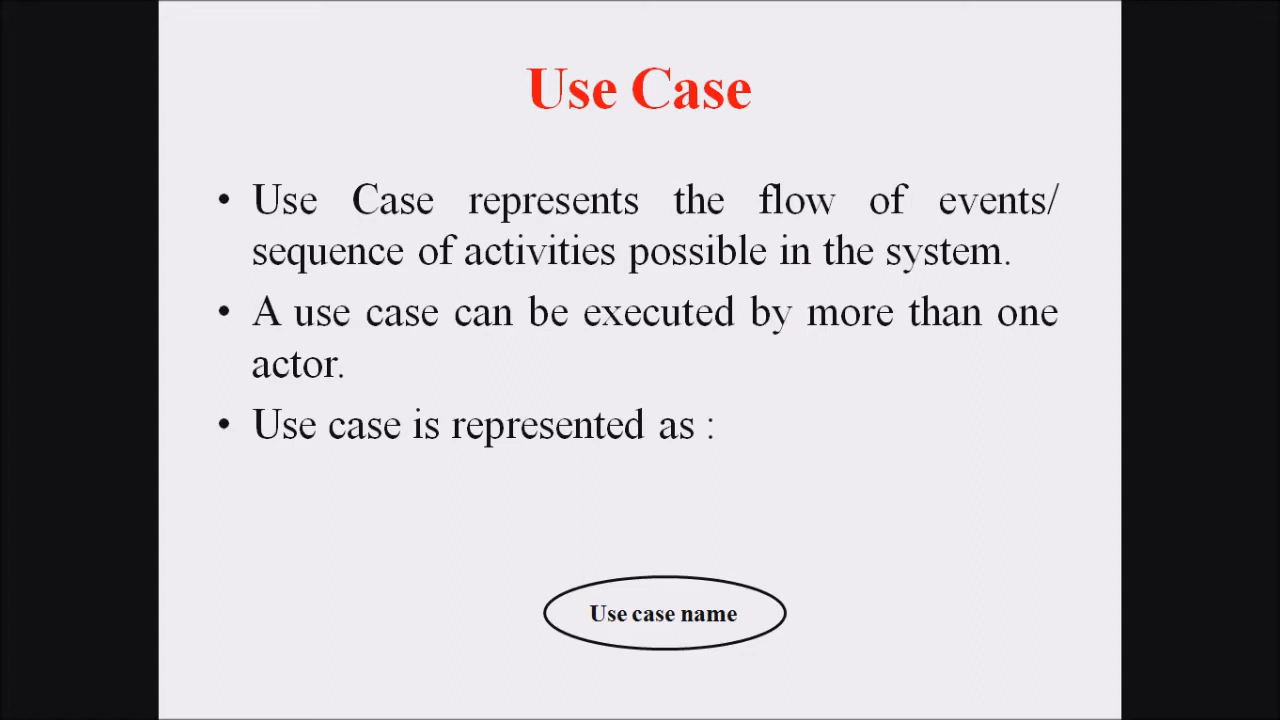 Use Case
• Use Case represents the flow of events/
sequence of activities possible in the system.
• A use case can be executed by more than one
actor.
• Use case is represented as :
Use case name